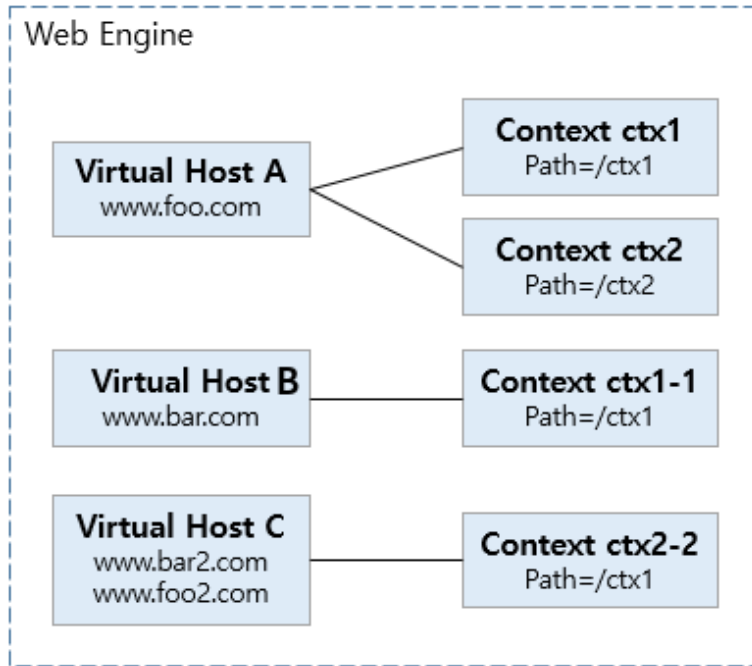 Web Engine
Virtual Host A
www.foo.com
Context ctx1
Path=/ctx1
Context ctx2
Path=/ctx2
Virtual Host B
www.bar.com
Context ctx1-1
Path=/ctx1
Virtual Host C
www.bar2.com
www.foo2.com
Context ctx2-2
Path=/ctx1